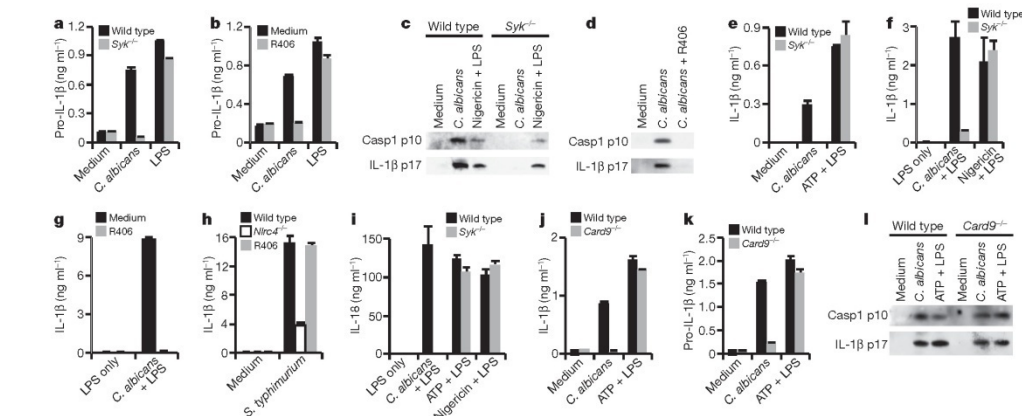 a
Wild type
Syk–/–
Pro-IL-1β (ng ml–1)
1.2
0.9
0.6
0.3
0
Medium
C. albicans
LPS
b
Medium
R406
Pro-IL-1β (ng ml–1)
1.2
0.8
0.4
0
Medium
C. albicans
LPS
c
Wild type
Syk–/–
Medium
C. albicans
Nigericin + LPS
Medium
C. albicans
Nigericin + LPS
Casp1 p10
IL-1β p17
d
Medium
C. albicans
C. albicans + R406
Casp1 p10
IL-1β p17
e
Wild type
Syk–/–
IL-1β (ng ml–1)
0.9
0.6
0.3
0
Medium
C. albicans
ATP + LPS
f
Wild type
Syk–/–
IL-1β (ng ml–1)
3
2
1
0
LPS only
C. albicans
+ LPS
Nigericin
+ LPS
g
Medium
R406
IL-1β (ng ml–1)
9
6
3
0
LPS only
C. albicans
+ LPS
h
Wild type
Nlrc4–/–
R406
IL-1β (ng ml–1)
16
12
8
4
0
Medium
S. typhimurium
i
Wild type
Syk–/–
IL-18 (ng ml–1)
150
100
50
0
LPS only
C. albicans
+ LPS
ATP + LPS
Nigericin + LPS
j
Wild type
Card9–/–
IL-1β (ng ml–1)
2
1
0
Medium
C. albicans
ATP + LPS
k
Wild type
Card9–/–
Pro-IL-1β (ng ml–1)
2.5
2.0
1.5
1.0
0.5
0
Medium
C. albicans
ATP + LPS
l
Wild type
Card9–/–
Medium
C. albicans
ATP + LPS
Medium
C. albicans
ATP + LPS
Casp1 p10
IL-1β p17